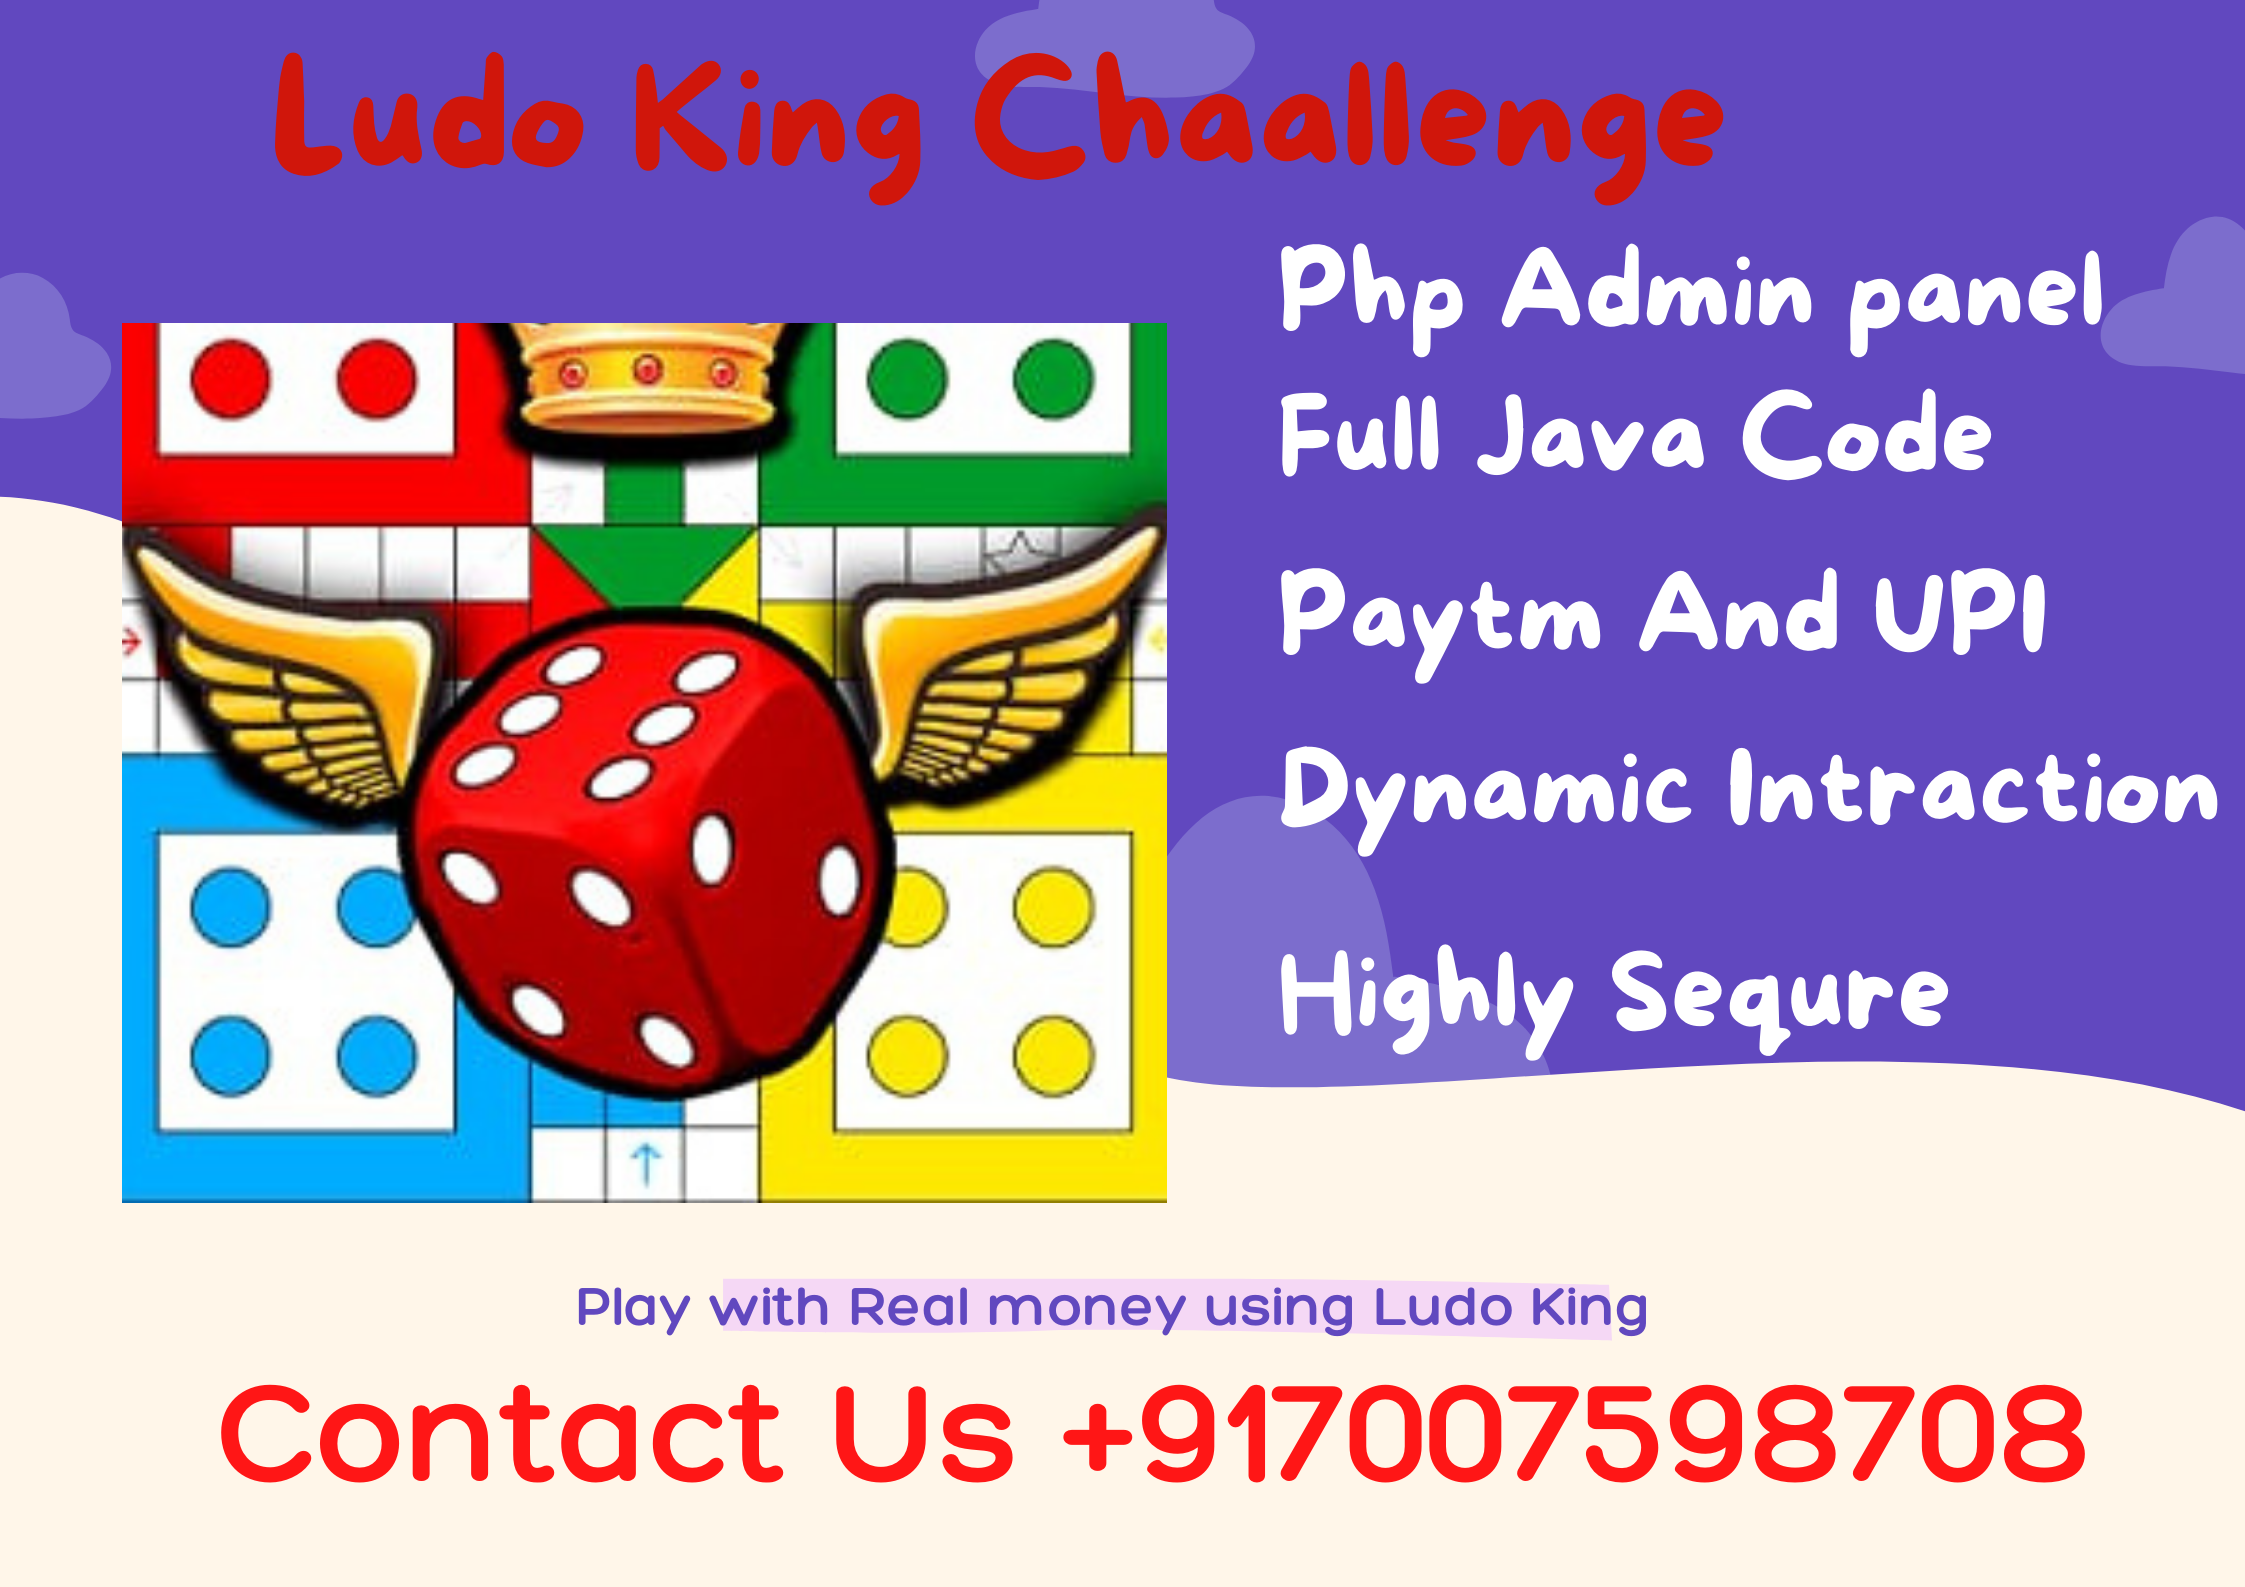 Ludo King Chaallenge
Php Admin panel
Full Java Code
Paytm And UPI
Dynamic Intraction
Highly Sequre
Play with Real money using Ludo King
Contact Us +917007598708